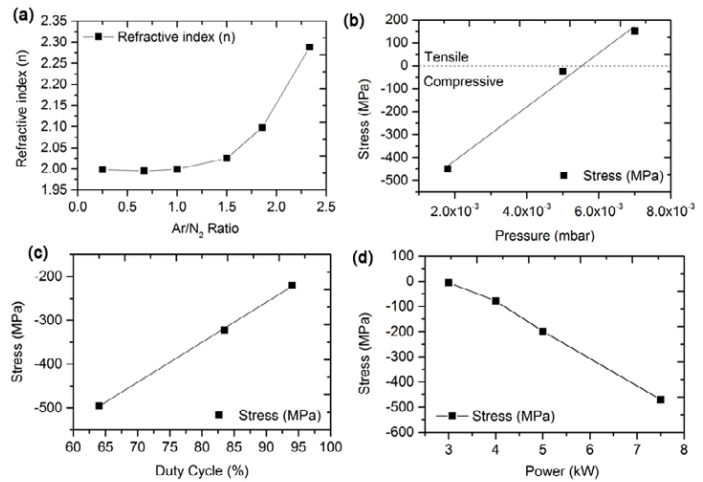 (a)
2.35
2.30
2.25
2.20
2.15
2.10
2.05
2.00
1.95
Refractive index (n)
Refractive index (n)
0.0 0.5 1.0 1.5 2.0 2.5
Ar/N₂ Ratio
(b)
200
100
0
-100
-200
-300
-400
-500
Stress (MPa)
Tensile
Compressive
Stress (MPa)
2.0x10⁻³ 4.0x10⁻³ 6.0x10⁻³ 8.0x10⁻³
Pressure (mbar)
(c)
-200
-300
-400
-500
Stress (MPa)
Stress (MPa)
60 65 70 75 80 85 90 95 100
Duty Cycle (%)
(d)
100
0
-100
-200
-300
-400
-500
-600
Stress (MPa)
Stress (MPa)
3 4 5 6 7 8
Power (kW)